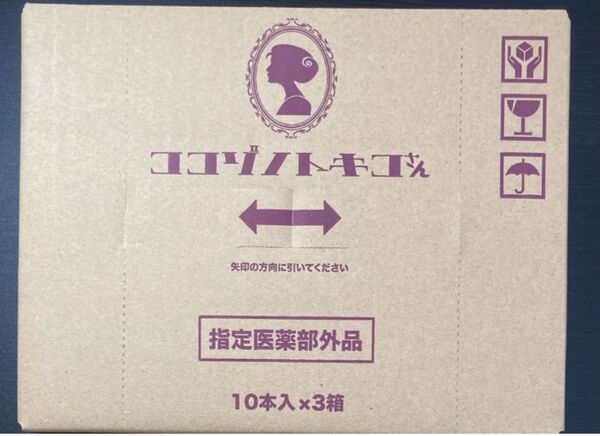 ココゾノトキコさん
矢印の方向に引いてください
指定医薬部外品
10本入×3箱